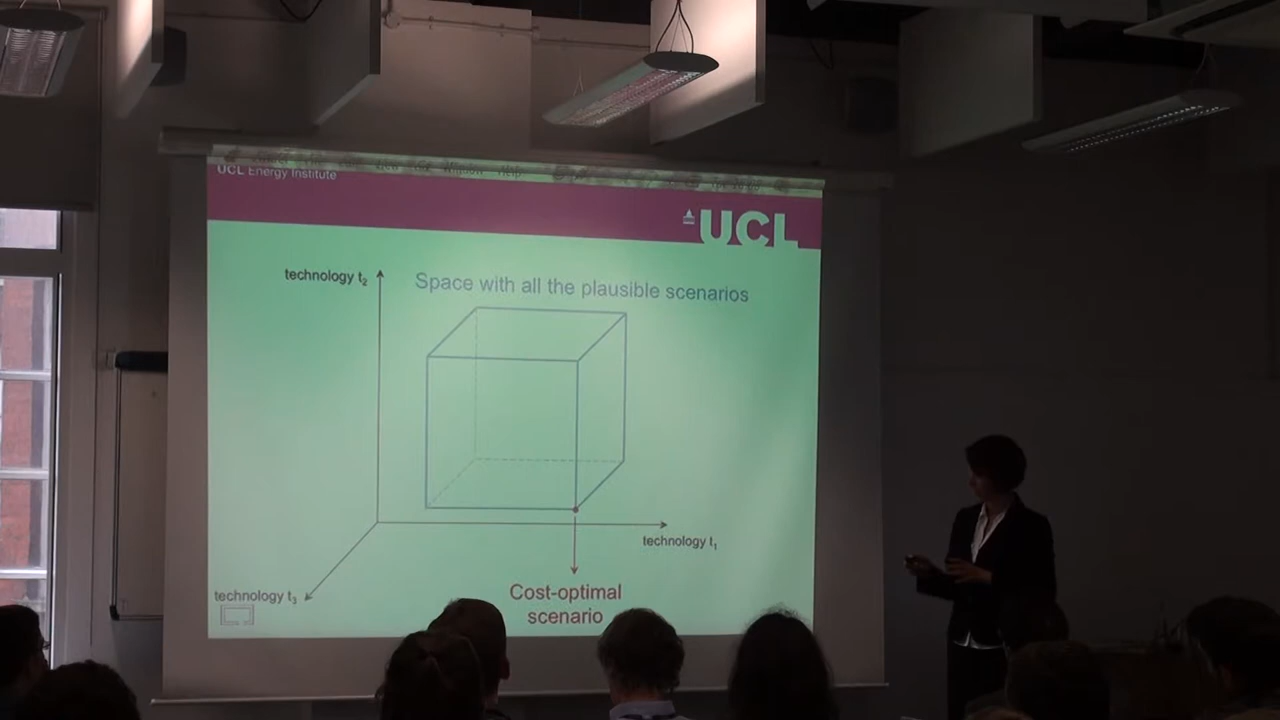 UCL Energy Institute
UCL
technology t₂
Space with all the plausible scenarios
technology t₁
technology t₃
Cost-optimal
scenario